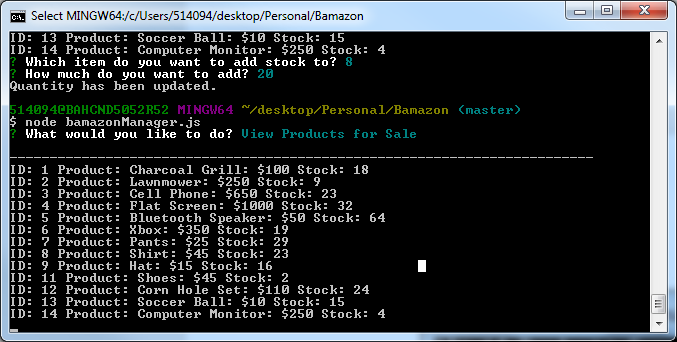 Select MINGW64:/c/Users/514094/desktop/Personal/Bamazon
ID: 13 Product: Soccer Ball: $10 Stock: 15
ID: 14 Product: Computer Monitor: $250 Stock: 4
? Which item do you want to add stock to? 8
? How much do you want to add? 20
Quantity has been updated.
514094@BAHCND5052R52 MINGW64 ~/desktop/Personal/Bamazon (master)
$ node bamazonManager.js
? What would you like to do? View Products for Sale
--------------------------------------------------------------------------
ID: 1 Product: Charcoal Grill: $100 Stock: 18
ID: 2 Product: Lawnmower: $250 Stock: 9
ID: 3 Product: Cell Phone: $650 Stock: 23
ID: 4 Product: Flat Screen: $1000 Stock: 32
ID: 5 Product: Bluetooth Speaker: $50 Stock: 64
ID: 6 Product: Xbox: $350 Stock: 19
ID: 7 Product: Pants: $25 Stock: 29
ID: 8 Product: Shirt: $45 Stock: 23
ID: 9 Product: Hat: $15 Stock: 16
ID: 11 Product: Shoes: $45 Stock: 2
ID: 12 Product: Corn Hole Set: $110 Stock: 24
ID: 13 Product: Soccer Ball: $10 Stock: 15
ID: 14 Product: Computer Monitor: $250 Stock: 4